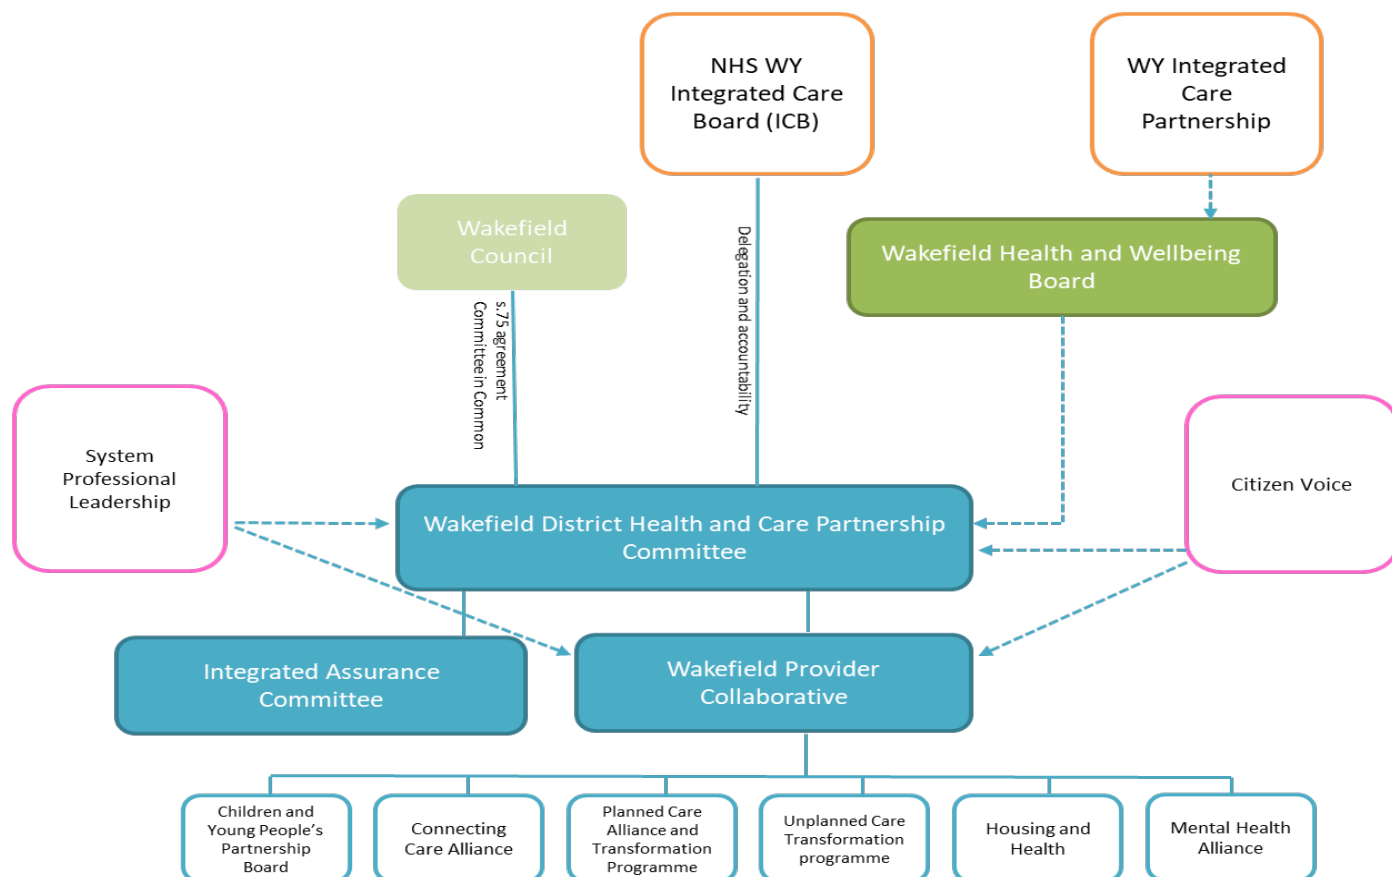 NHS WY
Integrated Care
Board (ICB)
WY Integrated
Care
Partnership
Wakefield
Council
Wakefield Health and Wellbeing
Board
s.75 agreement
Committee in Common
Delegation and accountability
System
Professional
Leadership
Citizen Voice
Wakefield District Health and Care Partnership
Committee
Integrated Assurance
Committee
Wakefield Provider
Collaborative
Children and
Young People’s
Partnership
Board
Connecting
Care Alliance
Planned Care
Alliance and
Transformation
Programme
Unplanned Care
Transformation
programme
Housing and
Health
Mental Health
Alliance